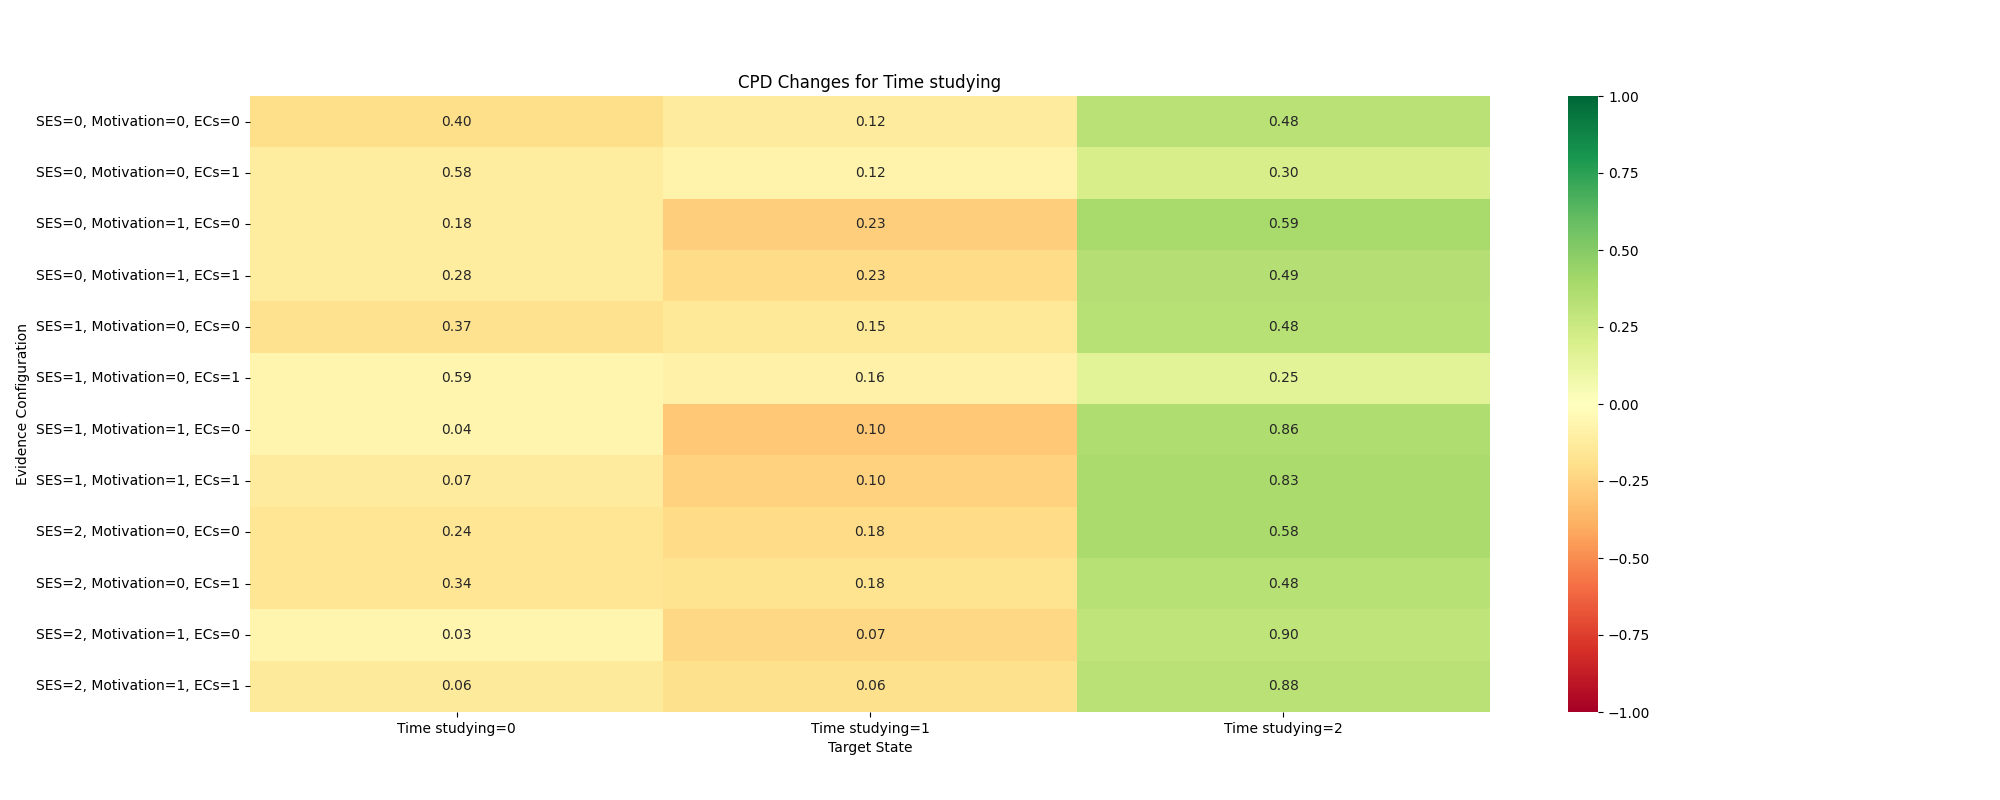 CPD Changes for Time studying
SES=0, Motivation=0, ECs=0 0.40 0.12 0.48
SES=0, Motivation=0, ECs=1 0.58 0.12 0.30
SES=0, Motivation=1, ECs=0 0.18 0.23 0.59
SES=0, Motivation=1, ECs=1 0.28 0.23 0.49
SES=1, Motivation=0, ECs=0 0.37 0.15 0.48
SES=1, Motivation=0, ECs=1 0.59 0.16 0.25
SES=1, Motivation=1, ECs=0 0.04 0.10 0.86
SES=1, Motivation=1, ECs=1 0.07 0.10 0.83
SES=2, Motivation=0, ECs=0 0.24 0.18 0.58
SES=2, Motivation=0, ECs=1 0.34 0.18 0.48
SES=2, Motivation=1, ECs=0 0.03 0.07 0.90
SES=2, Motivation=1, ECs=1 0.06 0.06 0.88
Evidence Configuration
Time studying=0 Time studying=1 Time studying=2
Target State
1.00
0.75
0.50
0.25
0.00
−0.25
−0.50
−0.75
−1.00